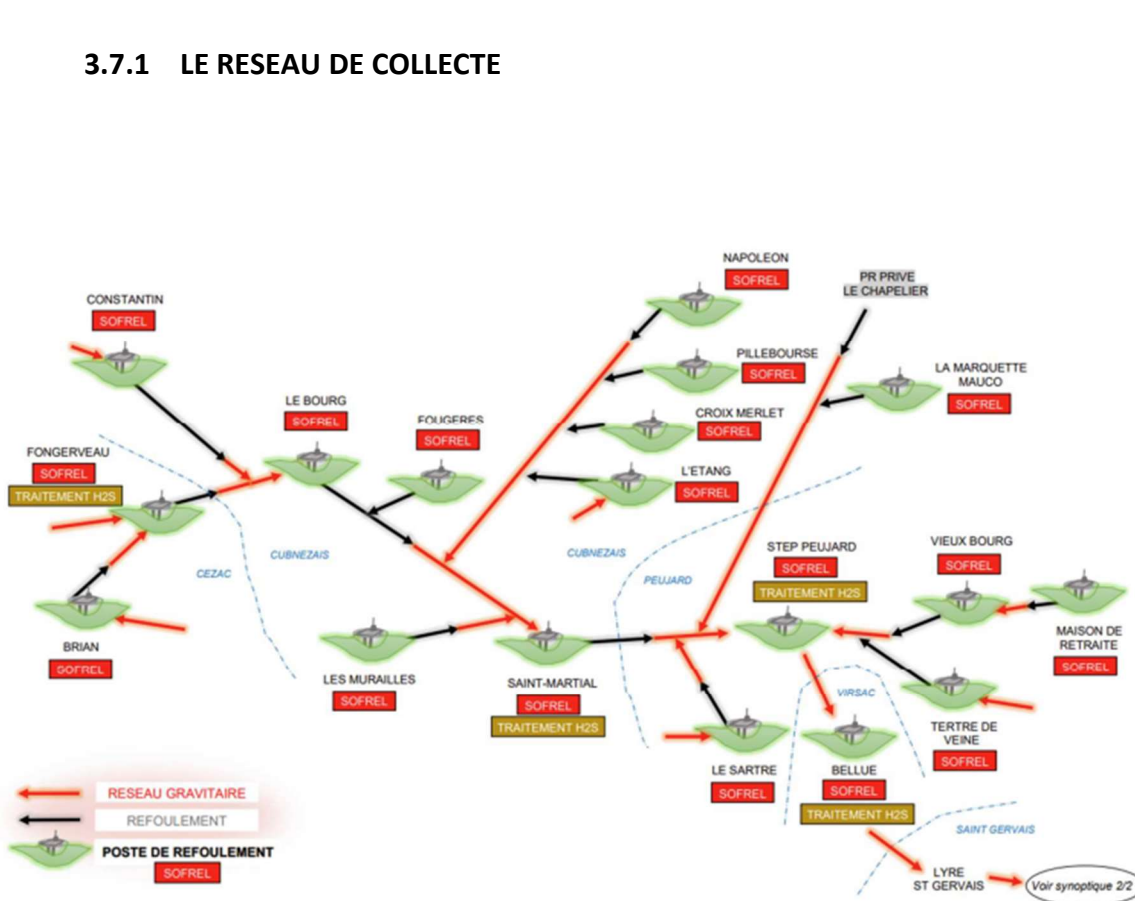 3.7.1 LE RESEAU DE COLLECTE
NAPOLEON
SOFREL
PR PRIVE
LE CHAPELIER
CONSTANTIN
SOFREL
PILLEBOURSE
SOFREL
LA MARQUETTE
MAUCO
SOFREL
LE BOURG
SOFREL
FOUGERES
SOFREL
CROIX MERLET
SOFREL
FONGERVEAU
SOFREL
TRAITEMENT H2S
L'ETANG
SOFREL
CUBNEZAIS
CEZAC
CUBNEZAIS
PEUJARD
STEP PEUJARD
SOFREL
TRAITEMENT H2S
VIEUX BOURG
SOFREL
MAISON DE
RETRAITE
SOFREL
BRIAN
SOFREL
LES MURAILLES
SOFREL
SAINT-MARTIAL
SOFREL
TRAITEMENT H2S
VIRSAC
TERTRE DE
VEINE
SOFREL
LE SARTRE
SOFREL
BELLUE
SOFREL
TRAITEMENT H2S
SAINT GERVAIS
LYRE
ST GERVAIS
Voir synoptique 2/2
RESEAU GRAVITAIRE
REFOULEMENT
POSTE DE REFOULEMENT
SOFREL